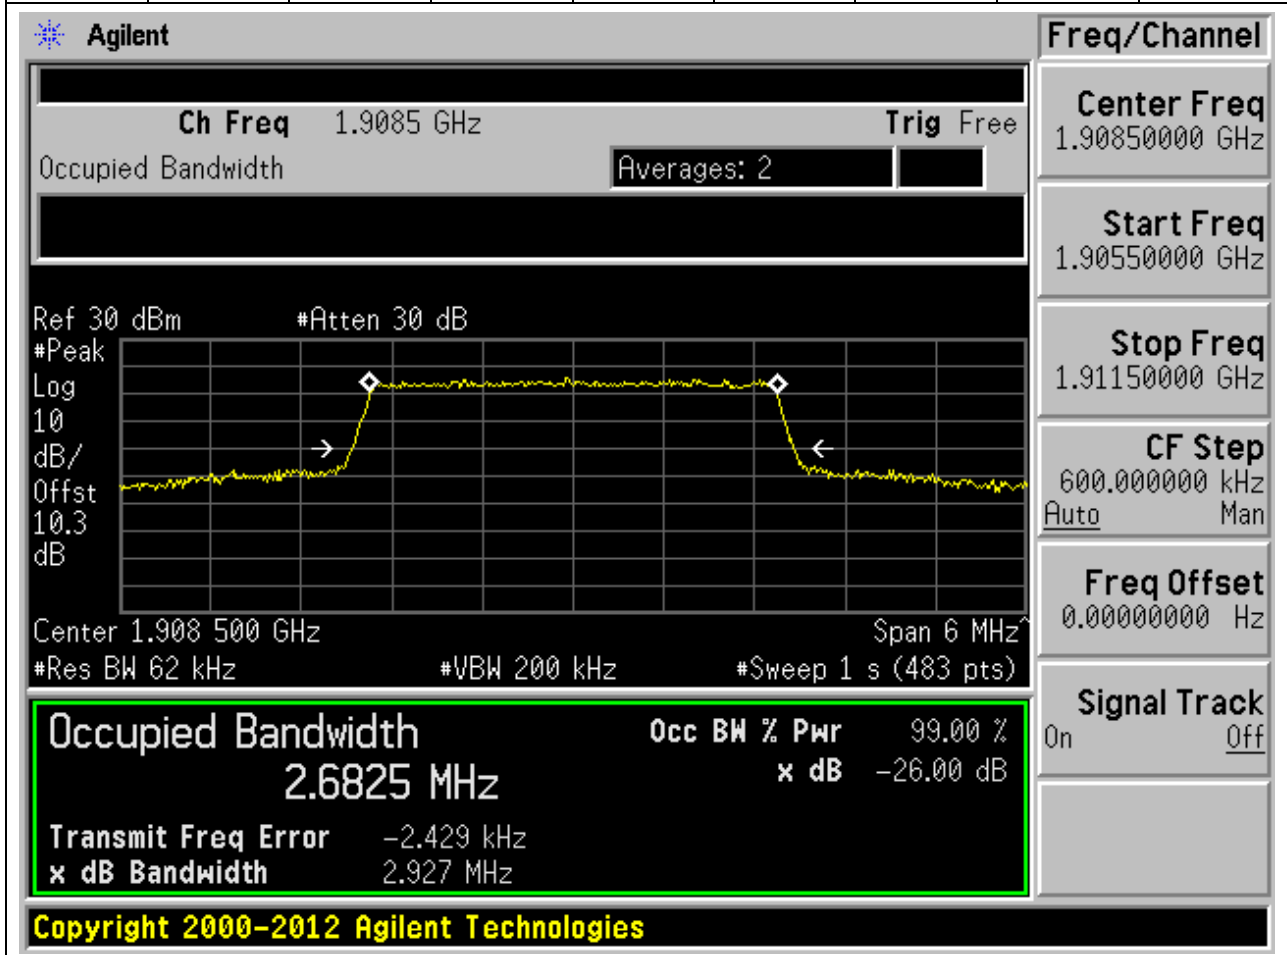 Agilent
Freq/Channel
Ch Freq 1.9085 GHz Trig Free
Occupied Bandwidth Averages: 2
Center Freq
1.90850000 GHz
Start Freq
1.90550000 GHz
Stop Freq
1.91150000 GHz
CF Step
600.000000 kHz
Auto Man
Freq Offset
0.00000000 Hz
Signal Track
On Off
Ref 30 dBm #Atten 30 dB
#Peak
Log
10
dB/
Offst
10.3
dB
Center 1.908 500 GHz Span 6 MHz^
#Res BW 62 kHz #VBW 200 kHz #Sweep 1 s (483 pts)
Occupied Bandwidth Occ BW % Pwr 99.00 %
2.6825 MHz x dB -26.00 dB
Transmit Freq Error -2.429 kHz
x dB Bandwidth 2.927 MHz
Copyright 2000-2012 Agilent Technologies